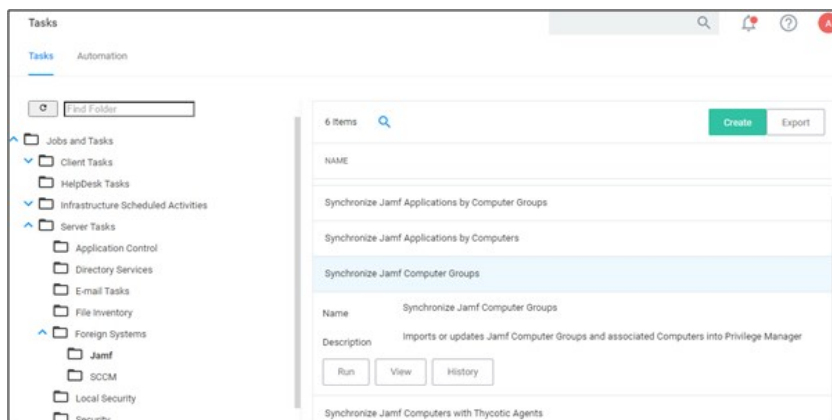 Tasks
A
Tasks Automation
Find Folder
Jobs and Tasks
Client Tasks
HelpDesk Tasks
Infrastructure Scheduled Activities
Server Tasks
Application Control
Directory Services
E-mail Tasks
File Inventory
Foreign Systems
Jamf
SCCM
Local Security
Security
6 Items Create Export
NAME
Synchronize Jamf Applications by Computer Groups
Synchronize Jamf Applications by Computers
Synchronize Jamf Computer Groups
Name Synchronize Jamf Computer Groups
Description Imports or updates Jamf Computer Groups and associated Computers into Privilege Manager
Run View History
Synchronize Jamf Computers with Thycotic Agents